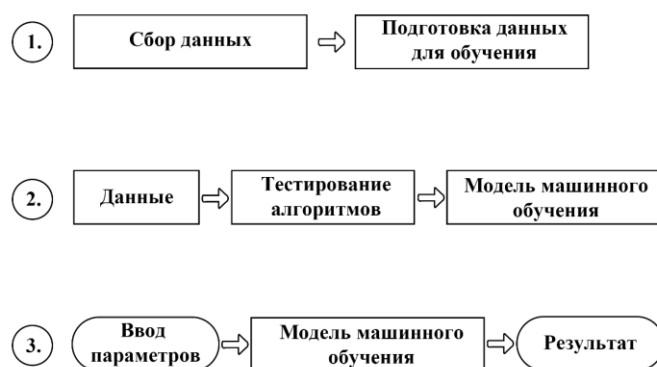 1.
Сбор данных
Подготовка данных
для обучения
2.
Данные
Тестирование
алгоритмов
Модель машинного
обучения
3.
Ввод
параметров
Модель машинного
обучения
Результат